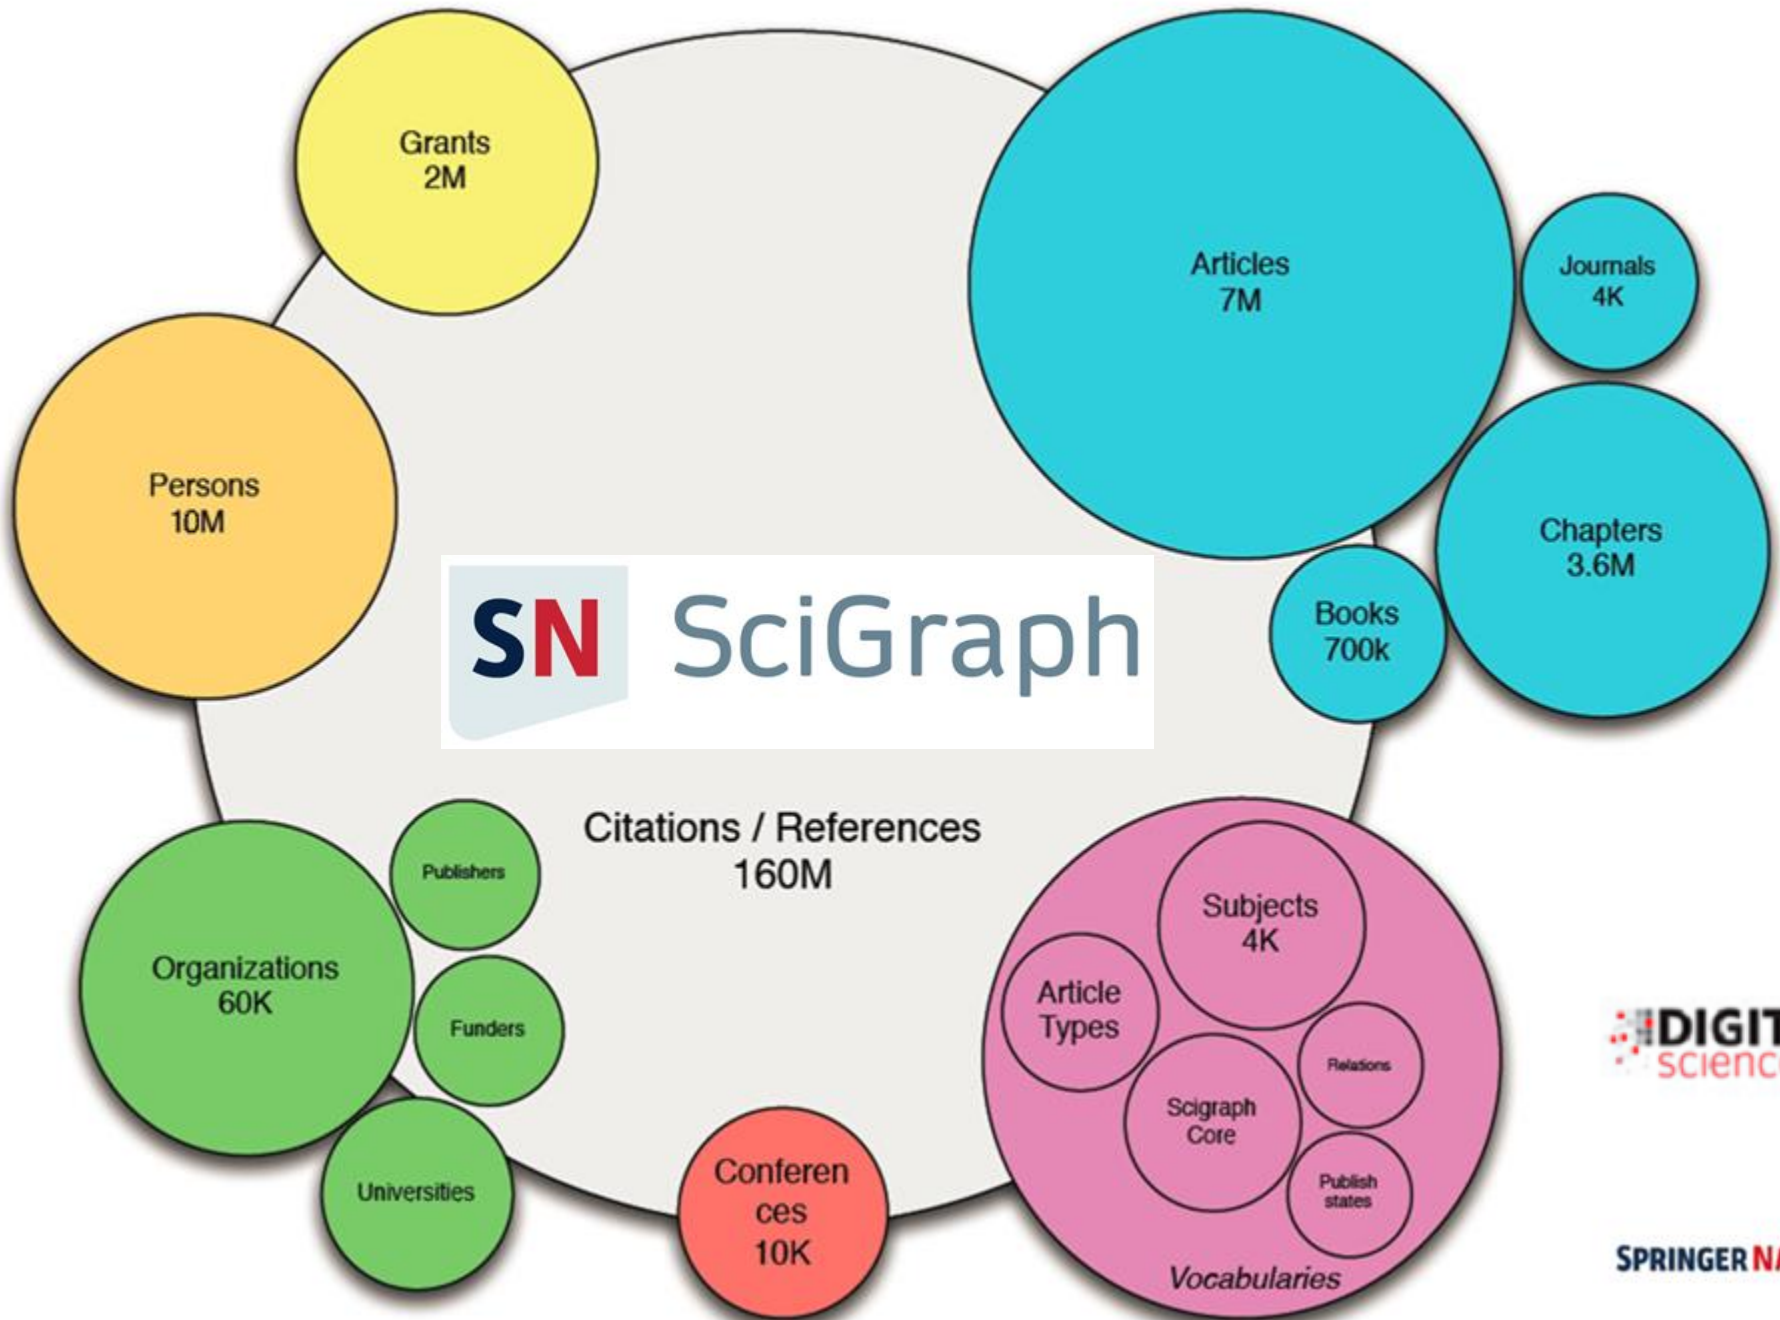 Grants
2M
Articles
7M
Journals
4K
Persons
10M
Chapters
3.6M
Books
700k
SN SciGraph
Citations / References
160M
Publishers
Organizations
60K
Funders
Universities
Conferen
ces
10K
Subjects
4K
Article
Types
Relations
Scigraph
Core
Publish
states
Vocabularies
DIGIT
science
SPRINGER NA